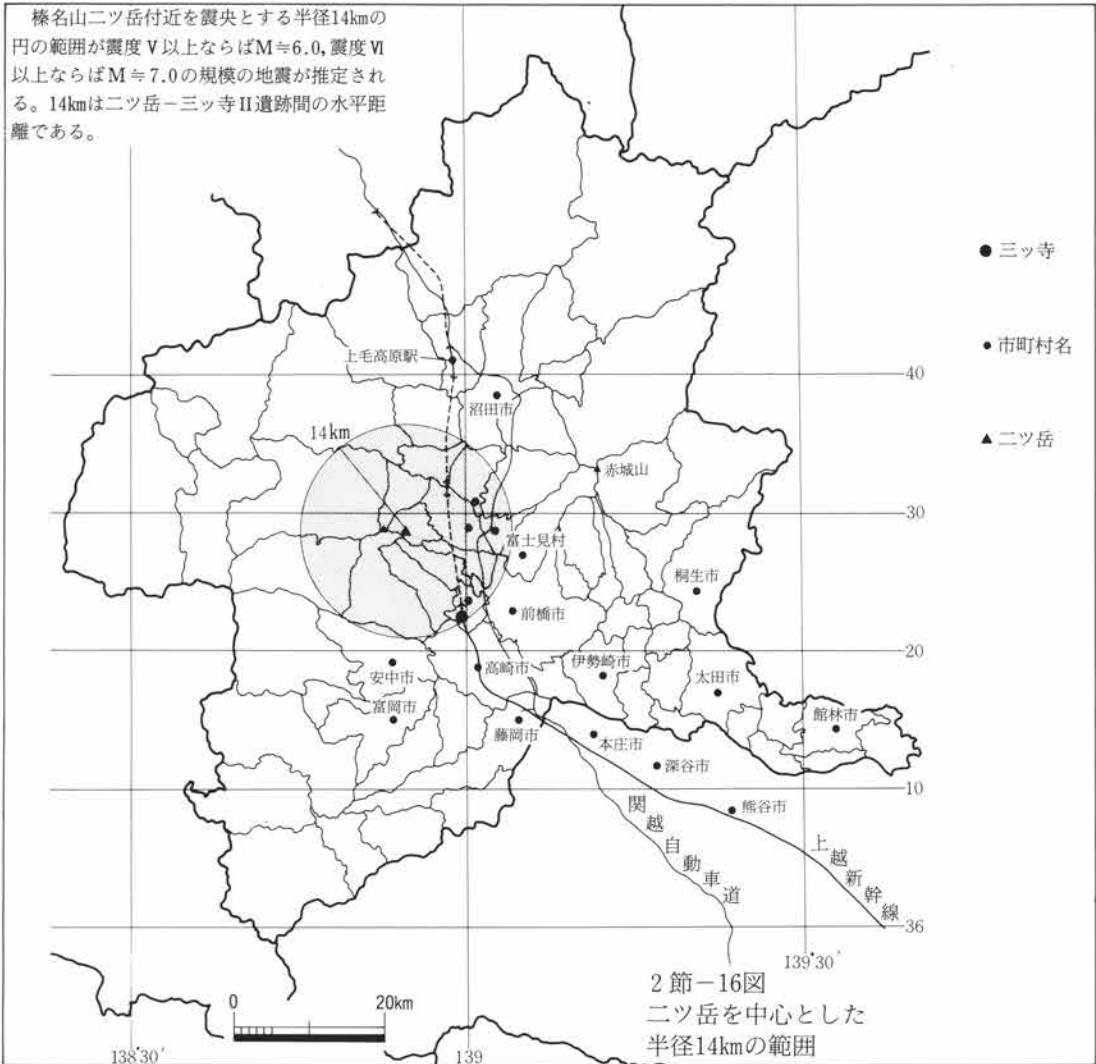 榛名山二ツ岳付近を震央とする半径14kmの
円の範囲が震度Ⅴ以上ならばM≒6.0,震度Ⅵ
以上ならばM≒7.0の規模の地震が推定され
る。14kmは二ツ岳－三ッ寺II遺跡間の水平距
離である。
● 三ッ寺
● 市町村名
▲ 二ツ岳
上毛高原駅
40
沼田市
14km
赤城山
30
富士見村
桐生市
前橋市
20
高崎市
伊勢崎市
安中市
太田市
富岡市
館林市
藤岡市
本庄市
深谷市
10
熊谷市
関越自動車道
上越新幹線
36
139°30′
2節－16図
二ツ岳を中心とした
半径14kmの範囲
0 20km
138°30′
139°